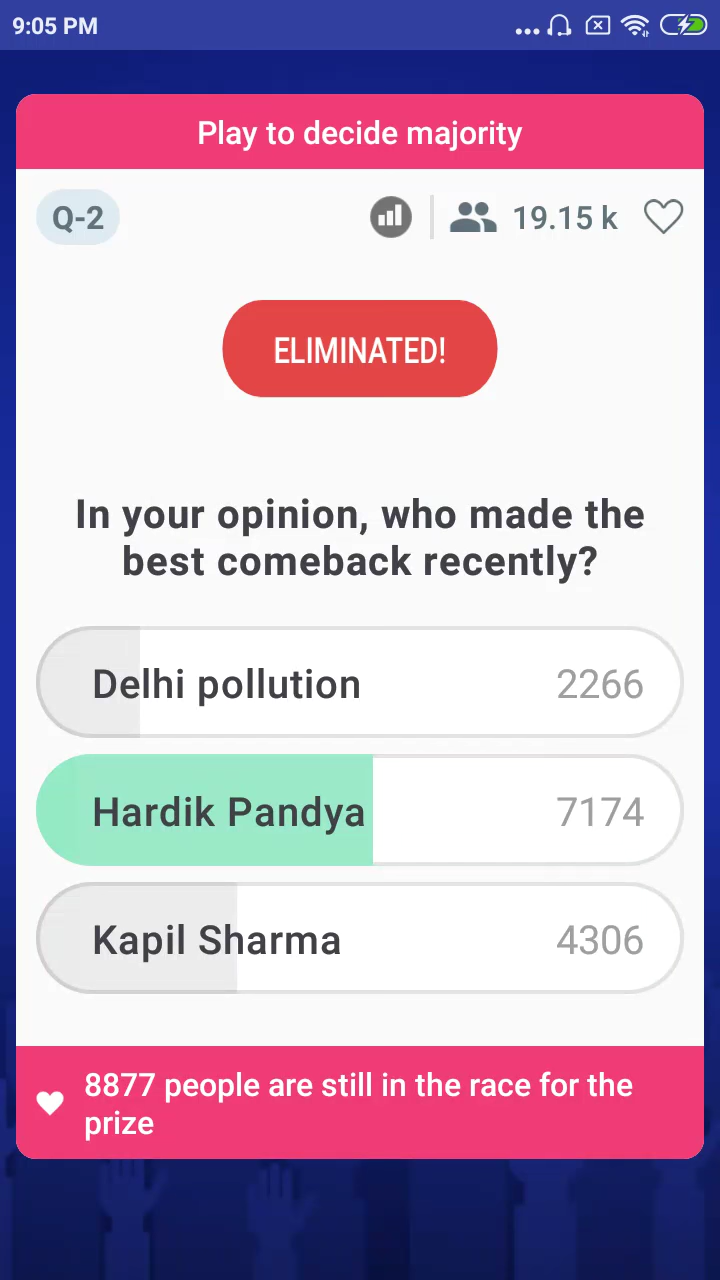 9:05 PM
Play to decide majority
Q-2
19.15 k
ELIMINATED!
In your opinion, who made the
best comeback recently?
Delhi pollution 2266
Hardik Pandya 7174
Kapil Sharma 4306
8877 people are still in the race for the
prize